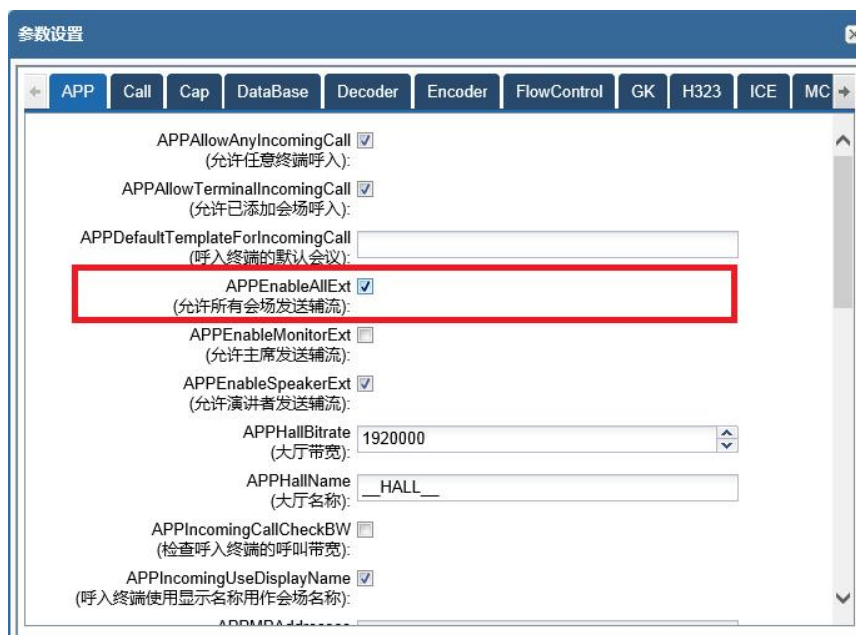 参数设置
APP Call Cap DataBase Decoder Encoder FlowControl GK H323 ICE MC
APPAllowAnyIncomingCall
(允许任意终端呼入):
APPAllowTerminalIncomingCall
(允许已添加会场呼入):
APPDefaultTemplateForIncomingCall
(呼入终端的默认会议):
APPEnableAllExt
(允许所有会场发送辅流):
APPEnableMonitorExt
(允许主席发送辅流):
APPEnableSpeakerExt
(允许演讲者发送辅流):
APPHallBitrate 1920000
(大厅带宽):
APPHallName __HALL__
(大厅名称):
APPIncomingCallCheckBW
(检查呼入终端的呼叫带宽):
APPIncomingUseDisplayName
(呼入终端使用显示名称用作会场名称):